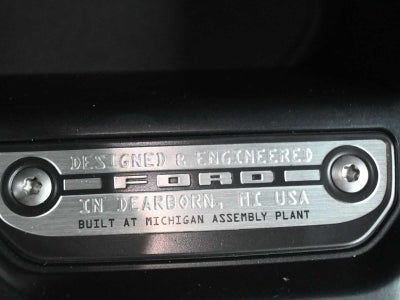 DESIGNED & ENGINEERED
FORD
IN DEARBORN, MI USA
BUILT AT MICHIGAN ASSEMBLY PLANT